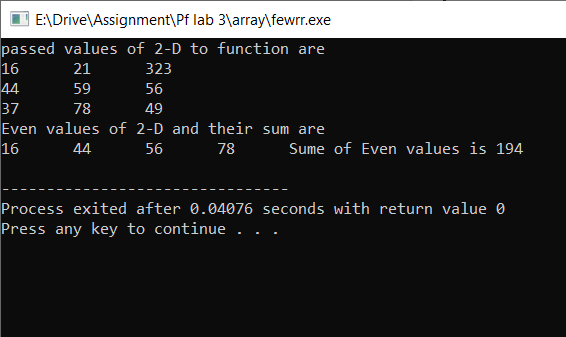 E:\Drive\Assignment\Pf lab 3\array\fewrr.exe
passed values of 2-D to function are
16 21 323
44 59 56
37 78 49
Even values of 2-D and their sum are
16 44 56 78 Sume of Even values is 194
--------------------------------
Process exited after 0.04076 seconds with return value 0
Press any key to continue . . .